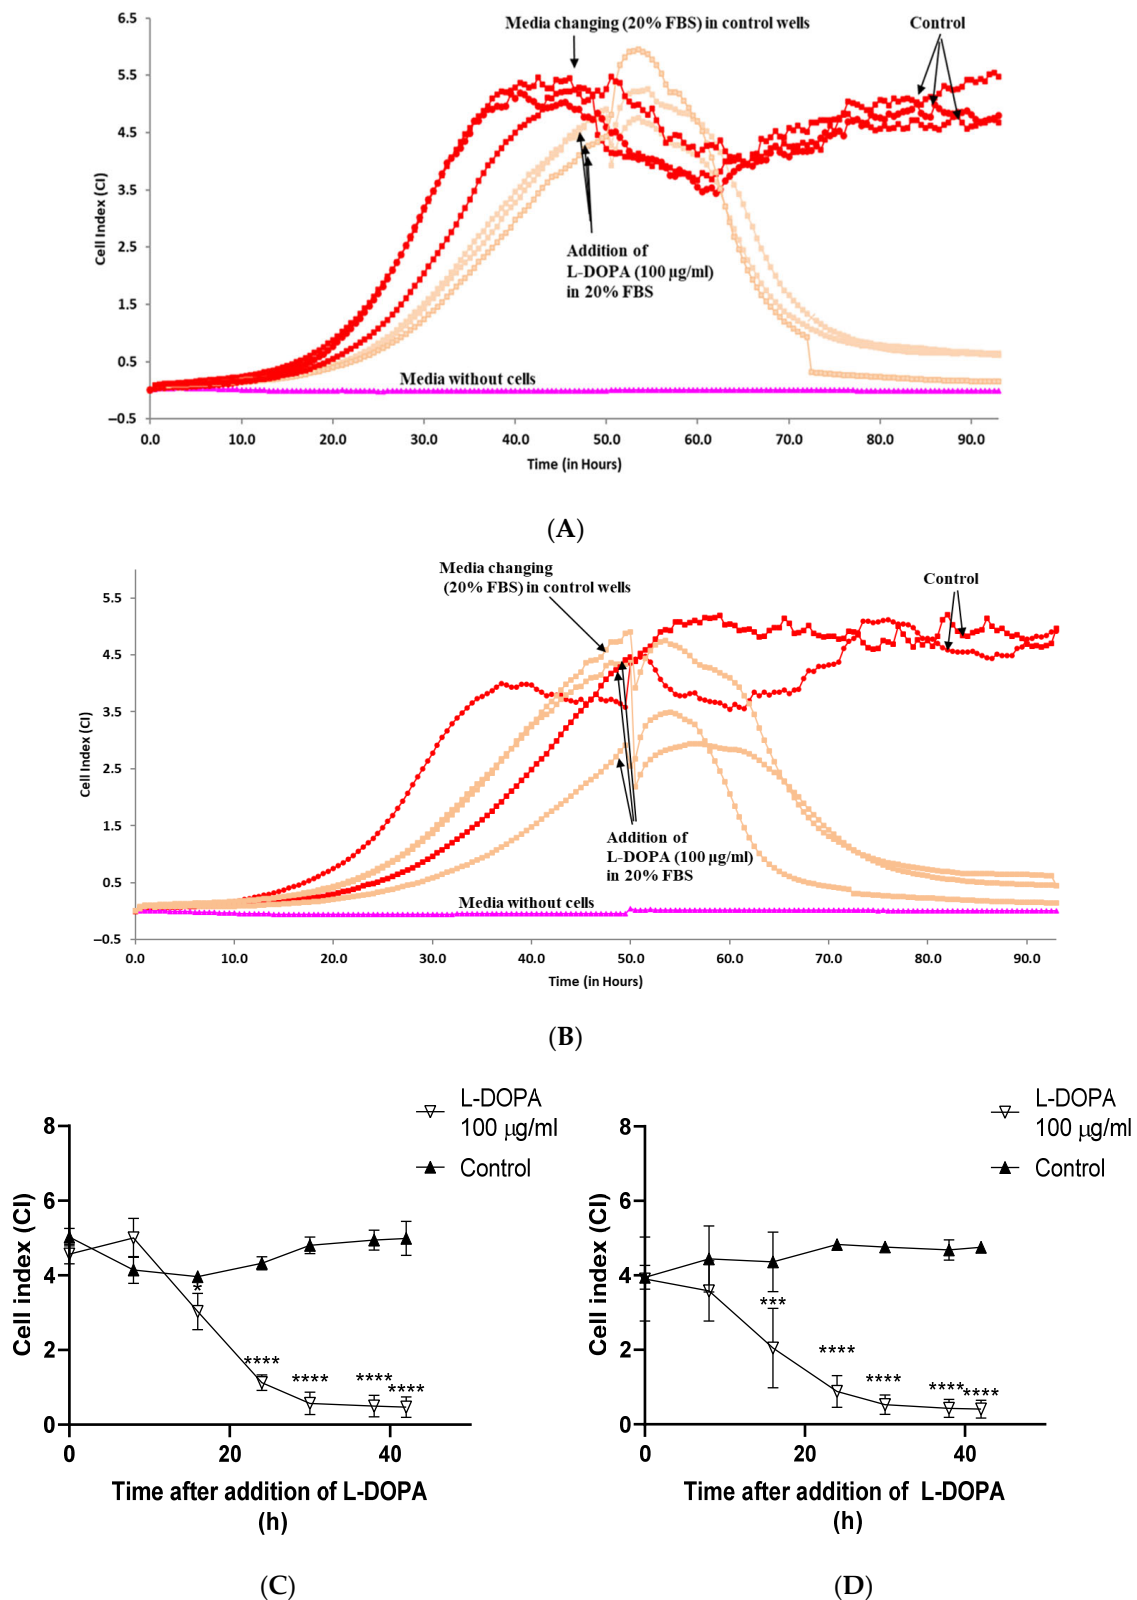 Media changing (20% FBS) in control wells
Control
6.5
5.5
4.5
3.5
2.5
1.5
0.5
–0.5
Cell Index (CI)
Addition of
L-DOPA (100 µg/ml)
in 20% FBS
Media without cells
0.0 10.0 20.0 30.0 40.0 50.0 60.0 70.0 80.0 90.0
Time (in Hours)
(A)
Media changing
(20% FBS) in control wells
Control
5.5
4.5
3.5
2.5
1.5
0.5
–0.5
Cell Index (CI)
Addition of
L-DOPA (100 µg/ml)
in 20% FBS
Media without cells
0.0 10.0 20.0 30.0 40.0 50.0 60.0 70.0 80.0 90.0
Time (in Hours)
(B)
L-DOPA
100 µg/ml
Control
8
6
4
2
0
Cell index (CI)
*
****
****
****
****
0 20 40
Time after addition of L-DOPA
(h)
(C)
L-DOPA
100 µg/ml
Control
8
6
4
2
0
Cell index (CI)
***
****
****
****
****
0 20 40
Time after addition of L-DOPA
(h)
(D)